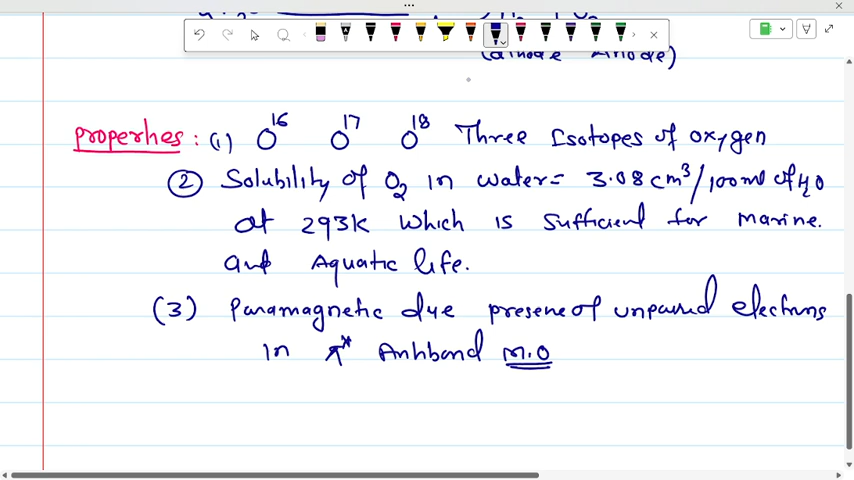 (Cathode Anode)
Properties : (1) O¹⁶ O¹⁷ O¹⁸ Three Isotopes of oxygen
(2) Solubility of O₂ in water = 3.08 cm³/100ml of H₂O
at 293K which is sufficient for marine.
and Aquatic life.
(3) Paramagnetic due presene of unpaired electrons
in π* Antibond M.O